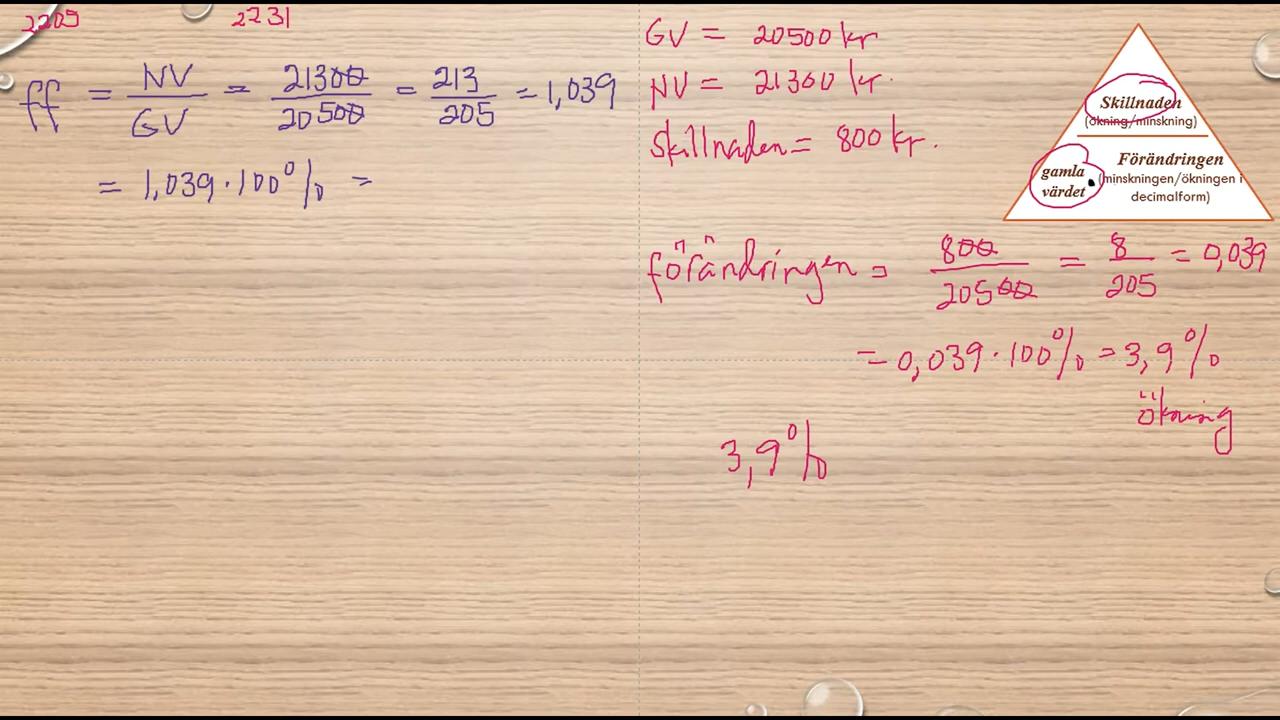 2205 2231
ff = NV/GV = 21300/20500 = 213/205 = 1,039
= 1,039 · 100% =
GV = 20500 kr
NV = 21300 kr.
Skillnaden = 800 kr.
Skillnaden
(ökning/minskning)
gamla
värdet
Förändringen
(minskningen/ökningen i
decimalform)
förändringen = 800/20500 = 8/205 = 0,039
= 0,039 · 100% = 3,9%
ökning
3,9%